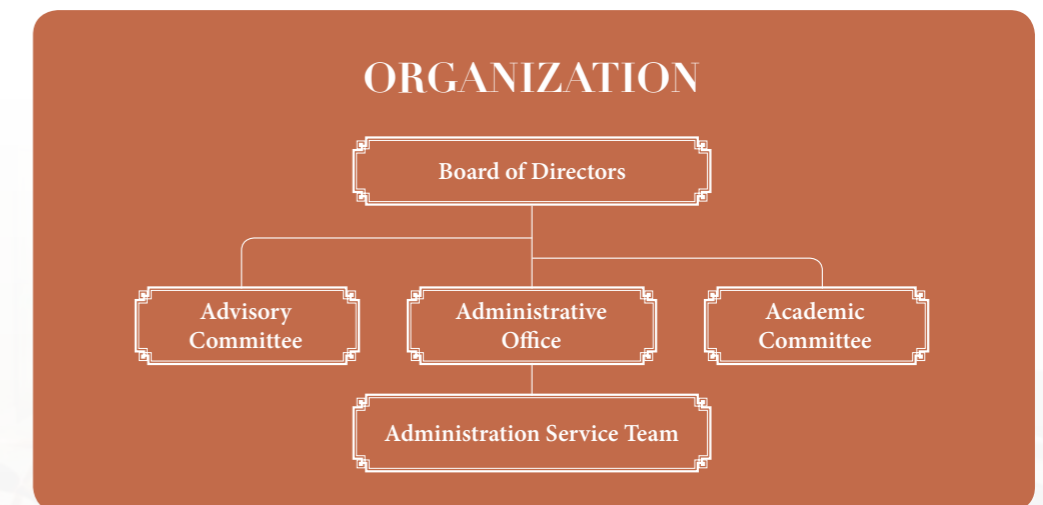 ORGANIZATION
Board of Directors
Advisory
Committee
Administrative
Office
Academic
Committee
Administration Service Team